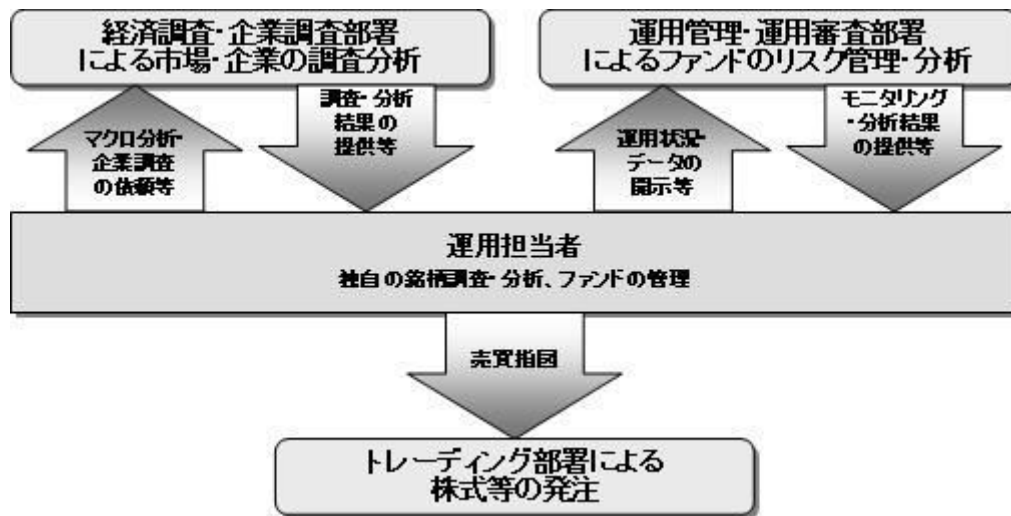 経済調査・企業調査部署
による市場・企業の調査分析
運用管理・運用審査部署
によるファンドのリスク管理・分析
マクロ分析・
企業調査
の依頼等
調査・分析
結果の
提供等
運用状況・
データの
開示等
モニタリング
・分析結果
の提供等
運用担当者
独自の銘柄調査・分析、ファンドの管理
売買指図
トレーディング部署による
株式等の発注